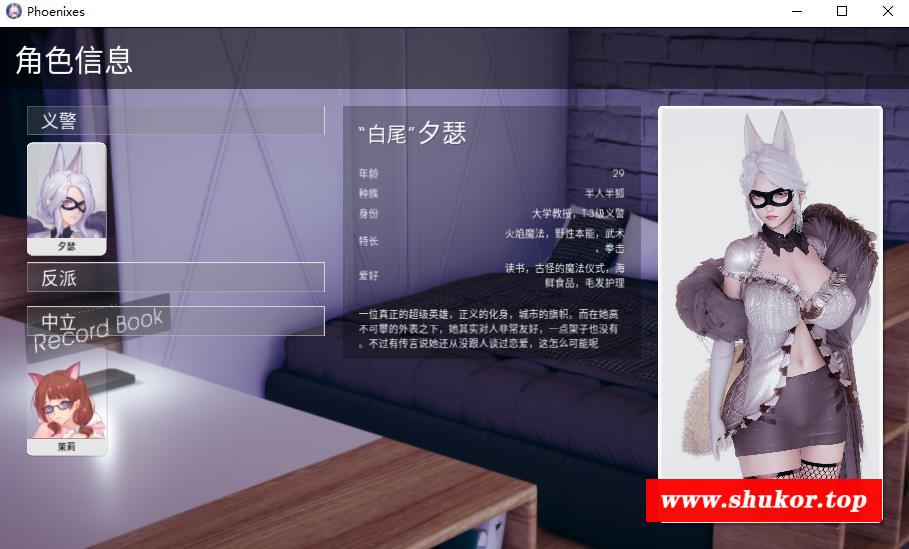 Phoenixes
角色信息
义警
夕瑟
反派
中立
Record Book
茉莉
“白尾”夕瑟
年龄 29
种族 半人半狐
身份 大学教授，T3级义警
特长 火焰魔法，野性本能，武术
，拳击
爱好 读书，古怪的魔法仪式，海
鲜食品，毛发护理
一位真正的超级英雄，正义的化身，城市的旗帜。而在她高
不可攀的外表之下，她其实对人非常友好，一点架子也没有
。不过有传言说她还从没跟人谈过恋爱，这怎么可能呢
www.shukor.top